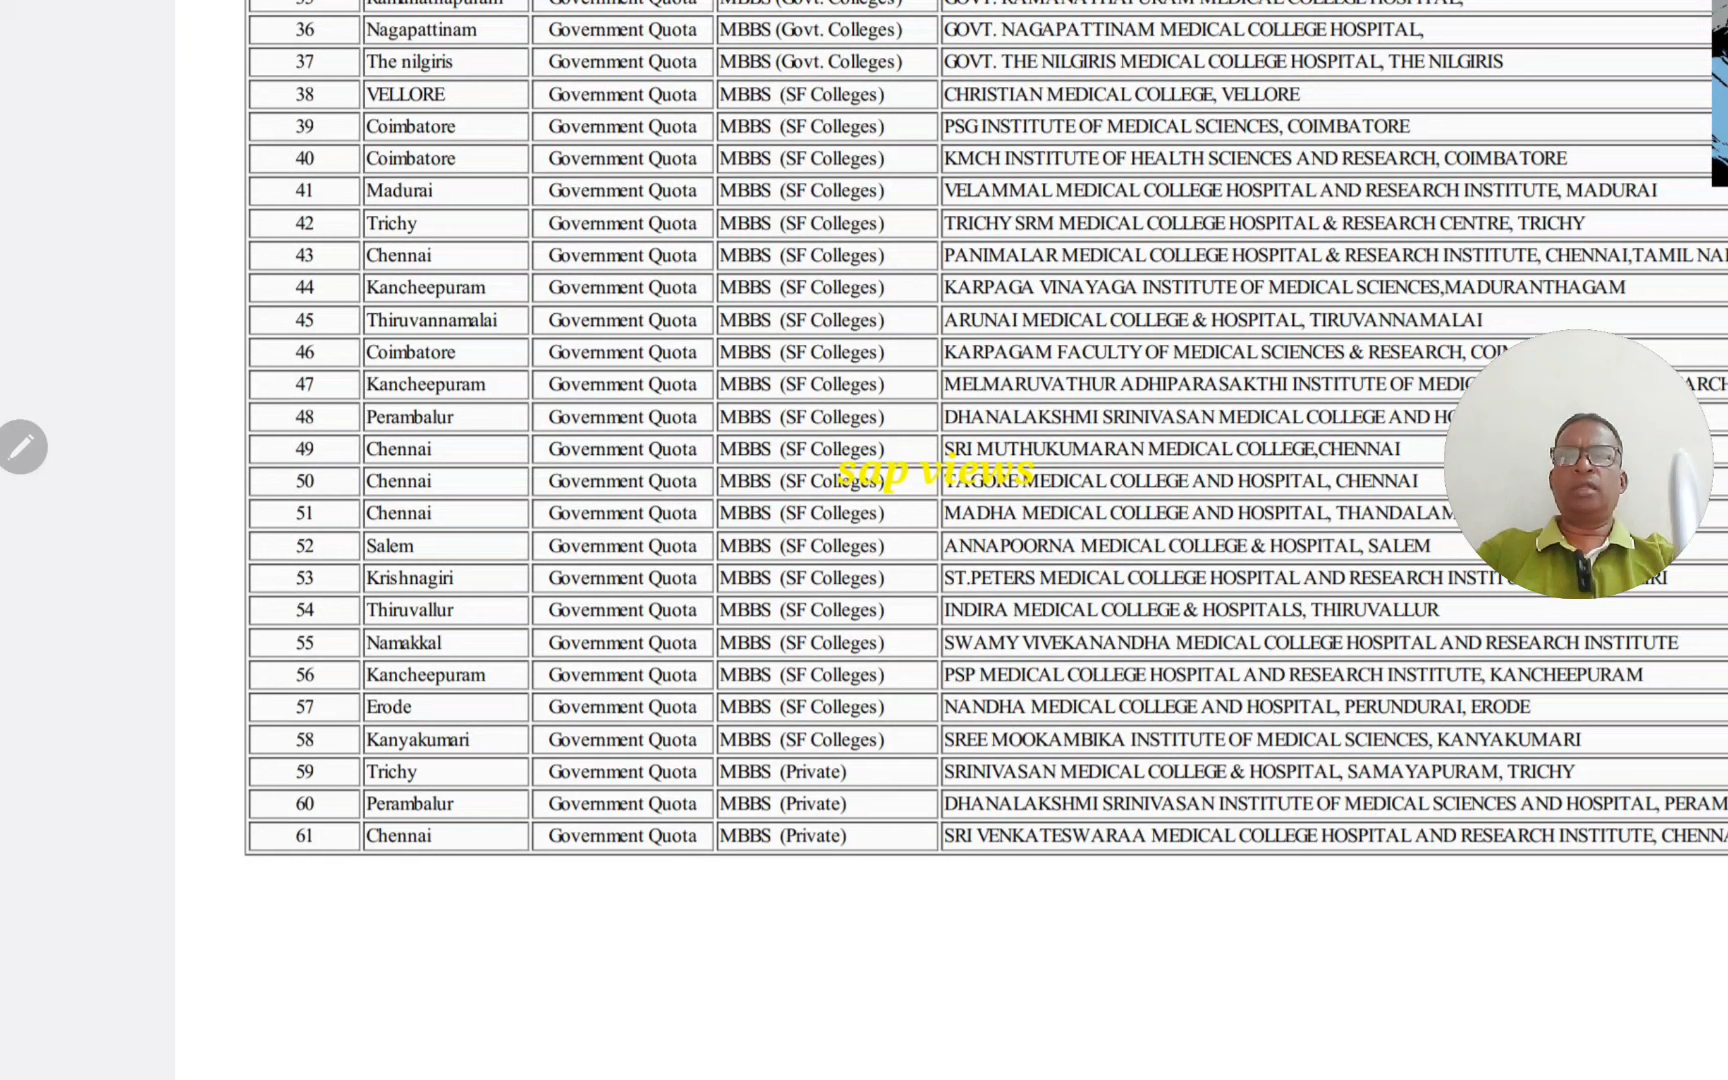 36 Nagapattinam Government Quota MBBS (Govt. Colleges) GOVT. NAGAPATTINAM MEDICAL COLLEGE HOSPITAL,
37 The nilgiris Government Quota MBBS (Govt. Colleges) GOVT. THE NILGIRIS MEDICAL COLLEGE HOSPITAL, THE NILGIRIS
38 VELLORE Government Quota MBBS (SF Colleges) CHRISTIAN MEDICAL COLLEGE, VELLORE
39 Coimbatore Government Quota MBBS (SF Colleges) PSG INSTITUTE OF MEDICAL SCIENCES, COIMBATORE
40 Coimbatore Government Quota MBBS (SF Colleges) KMCH INSTITUTE OF HEALTH SCIENCES AND RESEARCH, COIMBATORE
41 Madurai Government Quota MBBS (SF Colleges) VELAMMAL MEDICAL COLLEGE HOSPITAL AND RESEARCH INSTITUTE, MADURAI
42 Trichy Government Quota MBBS (SF Colleges) TRICHY SRM MEDICAL COLLEGE HOSPITAL & RESEARCH CENTRE, TRICHY
43 Chennai Government Quota MBBS (SF Colleges) PANIMALAR MEDICAL COLLEGE HOSPITAL & RESEARCH INSTITUTE, CHENNAI,TAMIL
44 Kancheepuram Government Quota MBBS (SF Colleges) KARPAGA VINAYAGA INSTITUTE OF MEDICAL SCIENCES,MADURANTHAGAM
45 Thiruvannamalai Government Quota MBBS (SF Colleges) ARUNAI MEDICAL COLLEGE & HOSPITAL, TIRUVANNAMALAI
46 Coimbatore Government Quota MBBS (SF Colleges) KARPAGAM FACULTY OF MEDICAL SCIENCES & RESEARCH,
47 Kancheepuram Government Quota MBBS (SF Colleges) MELMARUVATHUR ADHIPARASAKTHI INSTITUTE OF
48 Perambalur Government Quota MBBS (SF Colleges) DHANALAKSHMI SRINIVASAN MEDICAL COLLEGE AND
49 Chennai Government Quota MBBS (SF Colleges) SRI MUTHUKUMARAN MEDICAL COLLEGE,CHENNAI
sap views
50 Chennai Government Quota MBBS (SF Colleges) TAGORE MEDICAL COLLEGE AND HOSPITAL, CHENNAI
51 Chennai Government Quota MBBS (SF Colleges) MADHA MEDICAL COLLEGE AND HOSPITAL, THANDALAM
52 Salem Government Quota MBBS (SF Colleges) ANNAPOORNA MEDICAL COLLEGE & HOSPITAL, SALEM
53 Krishnagiri Government Quota MBBS (SF Colleges) ST.PETERS MEDICAL COLLEGE HOSPITAL AND RESEARCH
54 Thiruvallur Government Quota MBBS (SF Colleges) INDIRA MEDICAL COLLEGE & HOSPITALS, THIRUVALLUR
55 Namakkal Government Quota MBBS (SF Colleges) SWAMY VIVEKANANDHA MEDICAL COLLEGE HOSPITAL AND RESEARCH INSTITUTE
56 Kancheepuram Government Quota MBBS (SF Colleges) PSP MEDICAL COLLEGE HOSPITAL AND RESEARCH INSTITUTE, KANCHEEPURAM
57 Erode Government Quota MBBS (SF Colleges) NANDHA MEDICAL COLLEGE AND HOSPITAL, PERUNDURAI, ERODE
58 Kanyakumari Government Quota MBBS (SF Colleges) SREE MOOKAMBIKA INSTITUTE OF MEDICAL SCIENCES, KANYAKUMARI
59 Trichy Government Quota MBBS (Private) SRINIVASAN MEDICAL COLLEGE & HOSPITAL, SAMAYAPURAM, TRICHY
60 Perambalur Government Quota MBBS (Private) DHANALAKSHMI SRINIVASAN INSTITUTE OF MEDICAL SCIENCES AND HOSPITAL,
61 Chennai Government Quota MBBS (Private) SRI VENKATESWARAA MEDICAL COLLEGE HOSPITAL AND RESEARCH INSTITUTE,